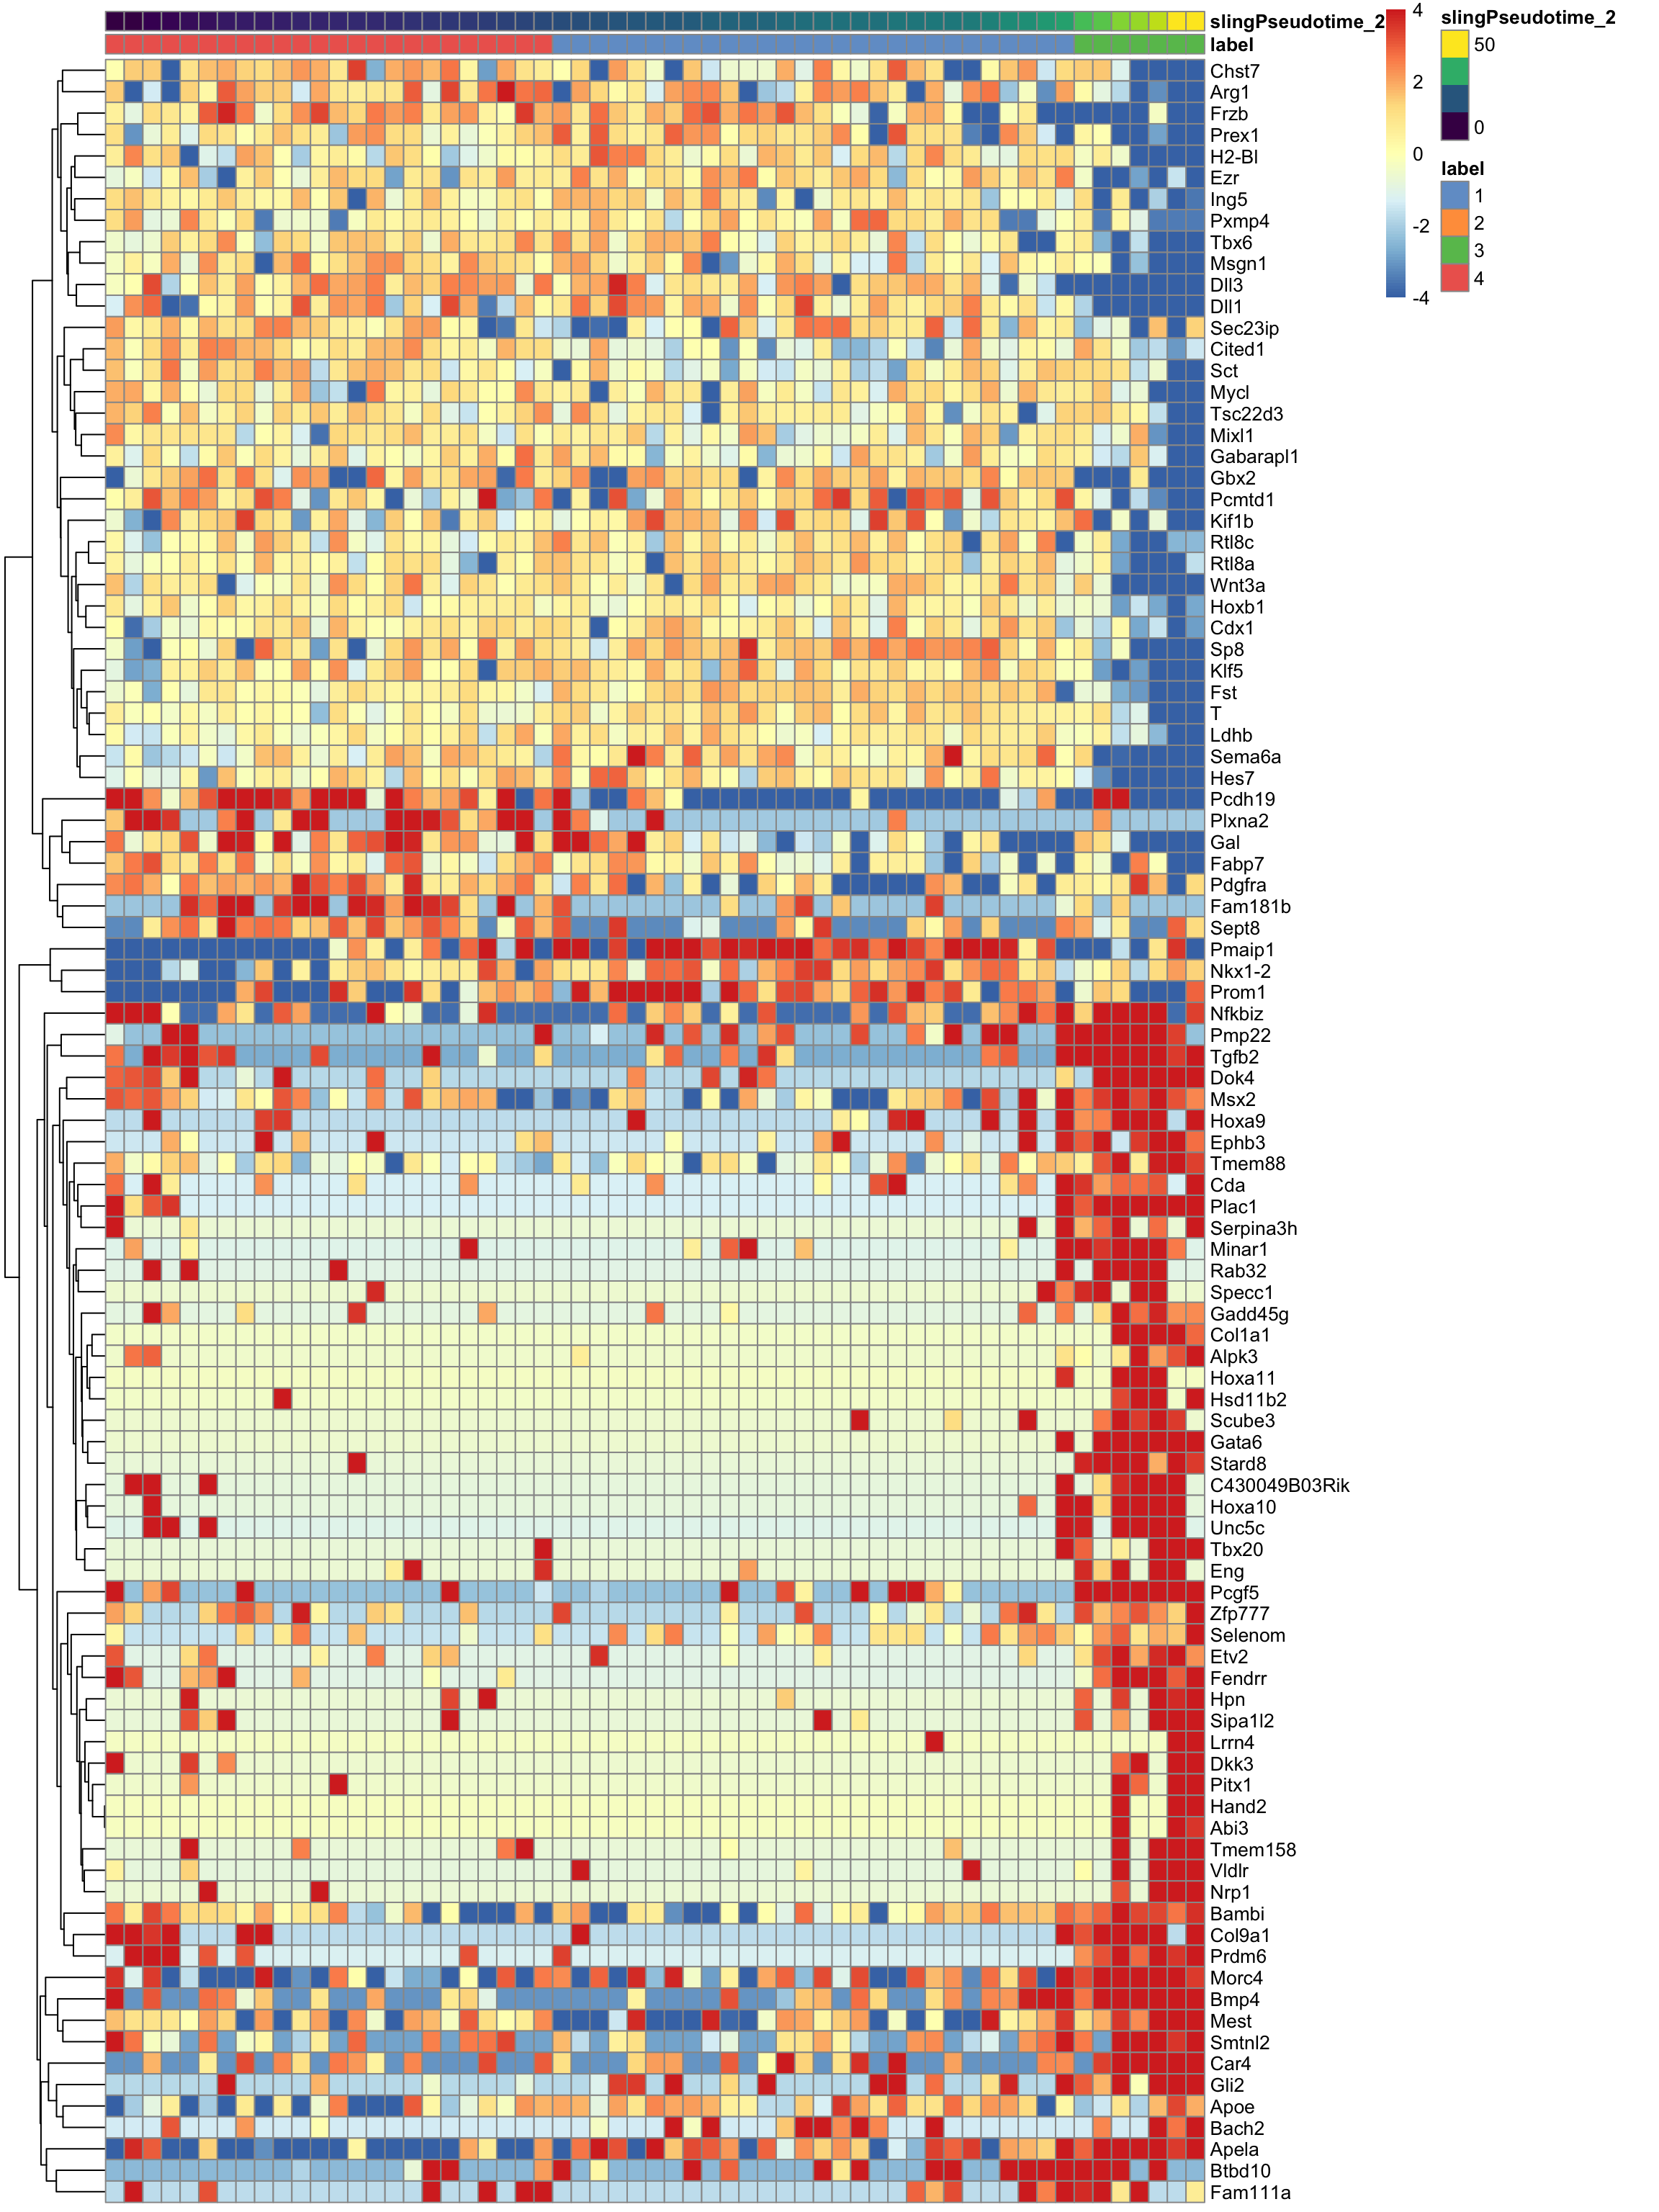 slingPseudotime_2
label
Chst7
Arg1
Frzb
Prex1
H2-Bl
Ezr
Ing5
Pxmp4
Tbx6
Msgn1
Dll3
Dll1
Sec23ip
Cited1
Sct
Mycl
Tsc22d3
Mixl1
Gabarapl1
Gbx2
Pcmtd1
Kif1b
Rtl8c
Rtl8a
Wnt3a
Hoxb1
Cdx1
Sp8
Klf5
Fst
T
Ldhb
Sema6a
Hes7
Pcdh19
Plxna2
Gal
Fabp7
Pdgfra
Fam181b
Sept8
Pmaip1
Nkx1-2
Prom1
Nfkbiz
Pmp22
Tgfb2
Dok4
Msx2
Hoxa9
Ephb3
Tmem88
Cda
Plac1
Serpina3h
Minar1
Rab32
Specc1
Gadd45g
Col1a1
Alpk3
Hoxa11
Hsd11b2
Scube3
Gata6
Stard8
C430049B03Rik
Hoxa10
Unc5c
Tbx20
Eng
Pcgf5
Zfp777
Selenom
Etv2
Fendrr
Hpn
Sipa1l2
Lrrn4
Dkk3
Pitx1
Hand2
Abi3
Tmem158
Vldlr
Nrp1
Bambi
Col9a1
Prdm6
Morc4
Bmp4
Mest
Smtnl2
Car4
Gli2
Apoe
Bach2
Apela
Btbd10
Fam111a
4
2
0
-2
-4
slingPseudotime_2
50
0
label
1
2
3
4